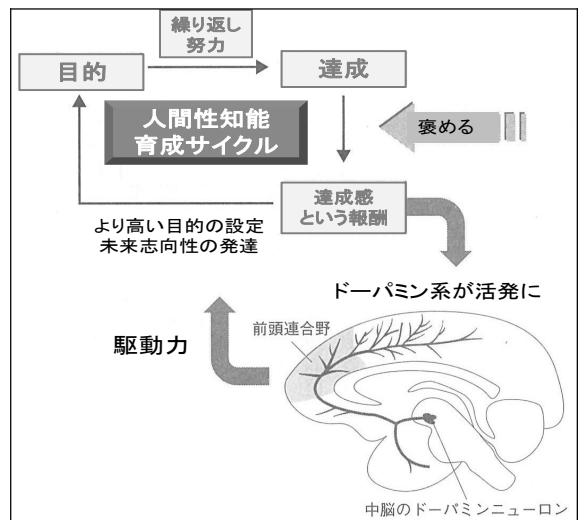 繰り返し
努力
目的
達成
人間性知能
育成サイクル
褒める
達成感
という報酬
より高い目的の設定
未来志向性の発達
ドーパミン系が活発に
前頭連合野
駆動力
中脳のドーパミンニューロン